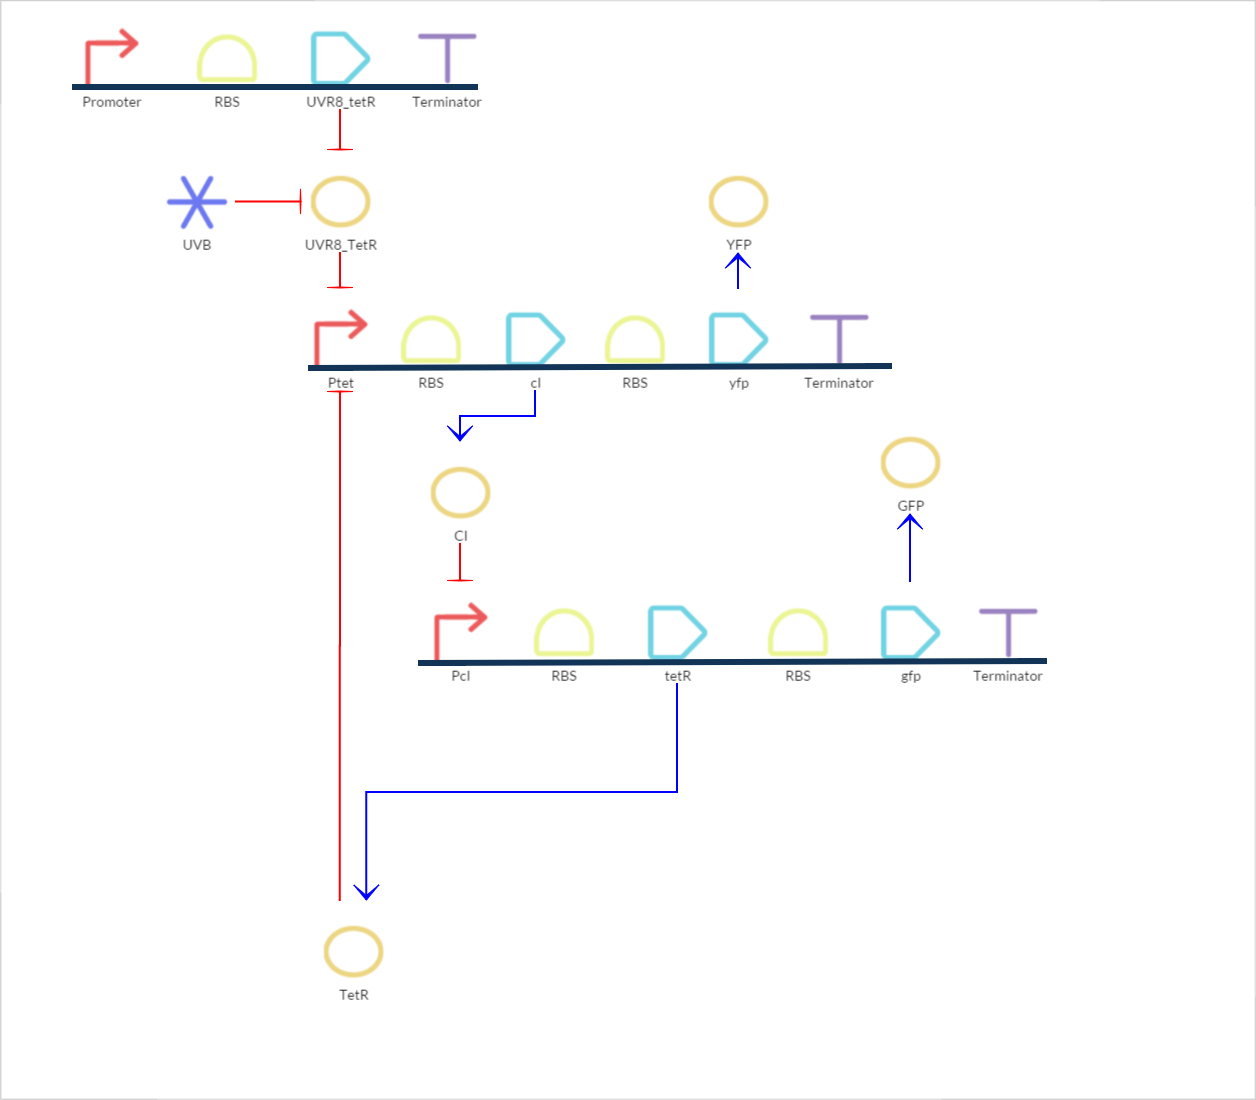 Promoter RBS UVR8_tetR Terminator
UVB UVR8_TetR YFP
Ptet RBS cI RBS yfp Terminator
GFP
CI
PcI RBS tetR RBS gfp Terminator
TetR